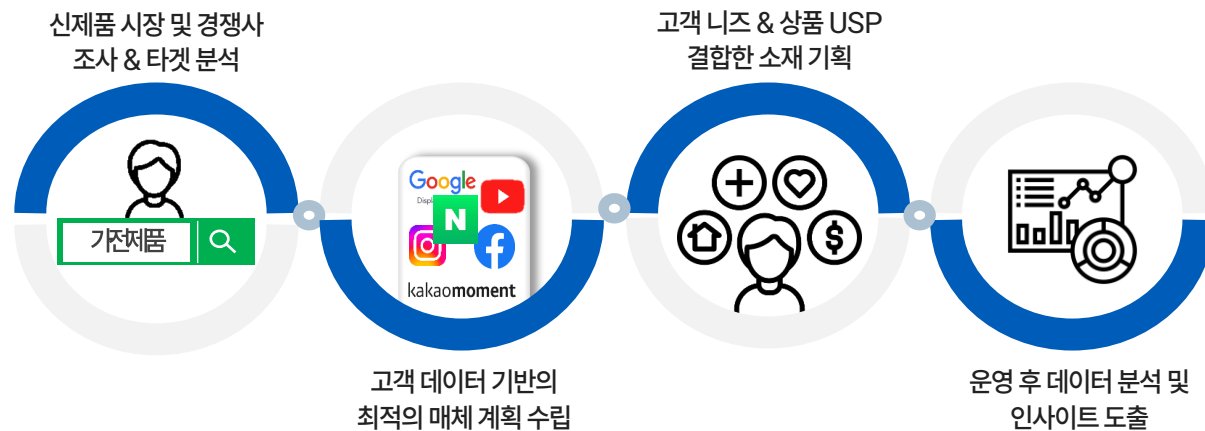 신제품 시장 및 경쟁사
조사 & 타겟 분석
가전제품
Google
N
kakaomoment
고객 데이터 기반의
최적의 매체 계획 수립
고객 니즈 & 상품 USP
결합한 소재 기획
$
운영 후 데이터 분석 및
인사이트 도출